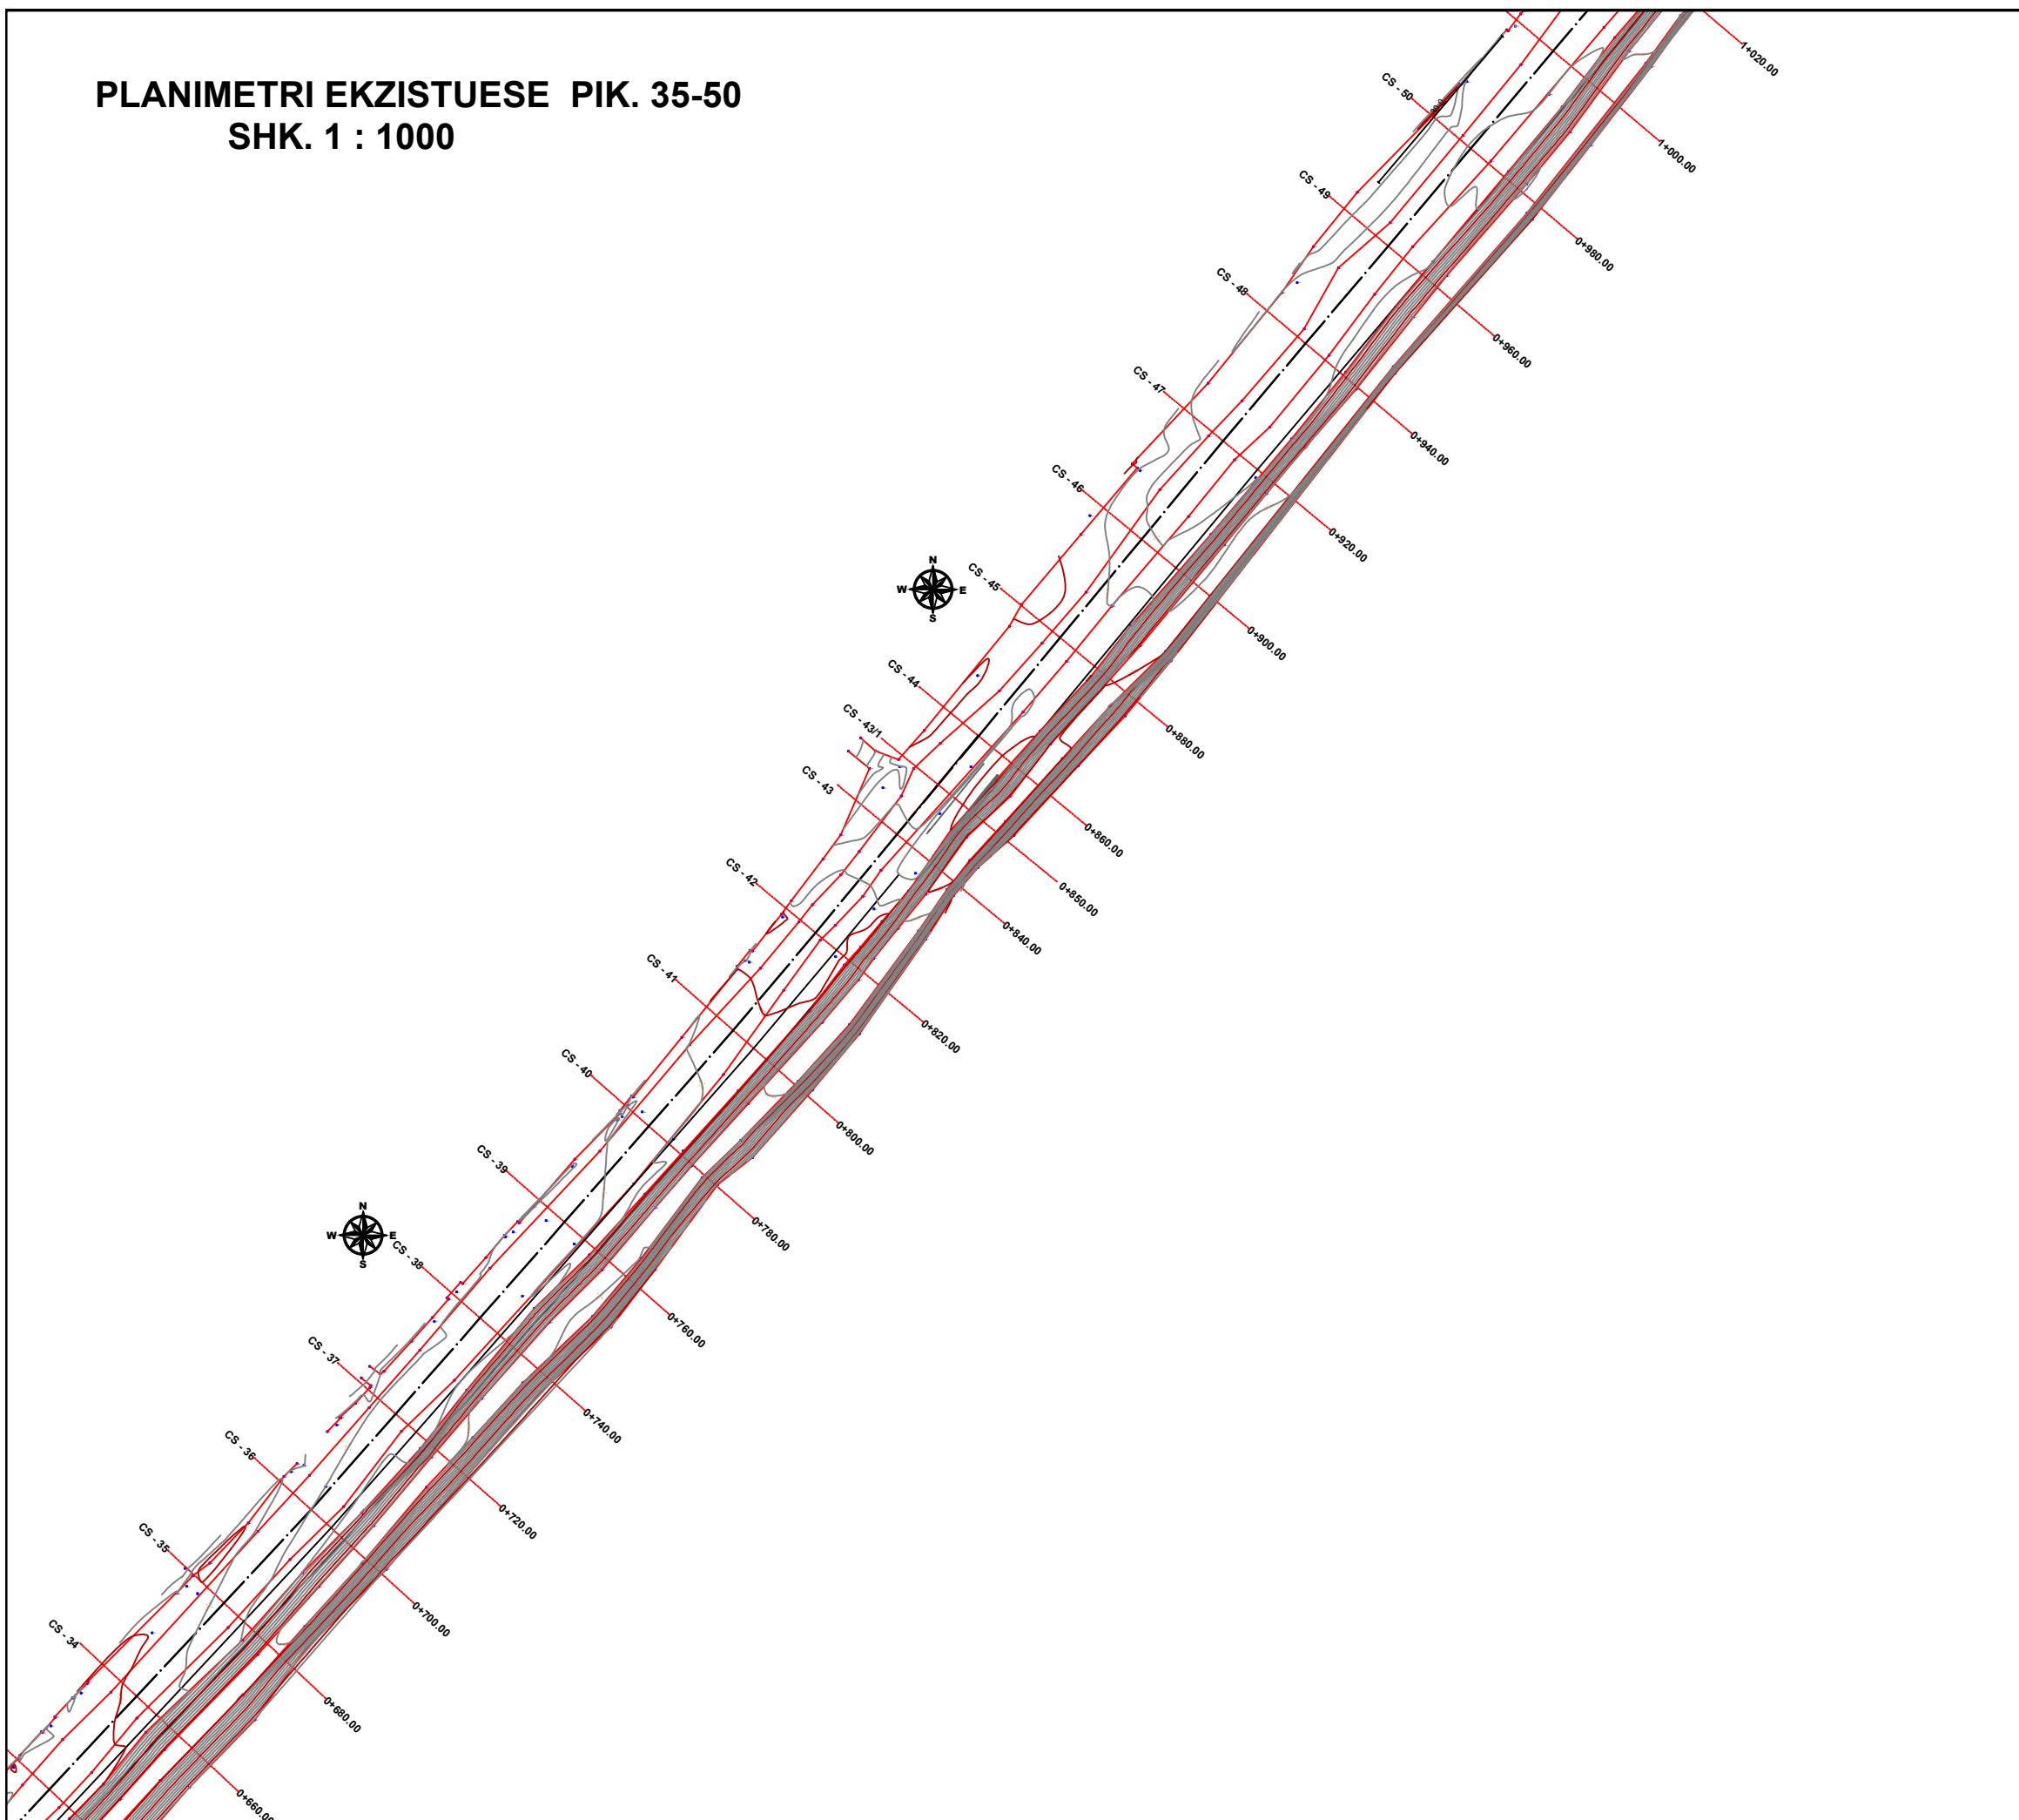 PLANIMETRI EKZISTUESE PIK. 35-50
SHK. 1 : 1000
1+020.00
CS - 50
1+000.00
CS - 49
0+980.00
CS - 48
0+960.00
CS - 47
0+940.00
CS - 46
0+920.00
N
W E
S
CS - 45
0+900.00
CS - 44
0+880.00
CS - 43/1
CS - 43
0+860.00
0+850.00
CS - 42
0+840.00
CS - 41
0+820.00
CS - 40
0+800.00
CS - 39
0+780.00
N
W E
S
CS - 38
0+760.00
CS - 37
0+740.00
CS - 36
0+720.00
CS - 35
0+700.00
CS - 34
0+680.00
0+660.00